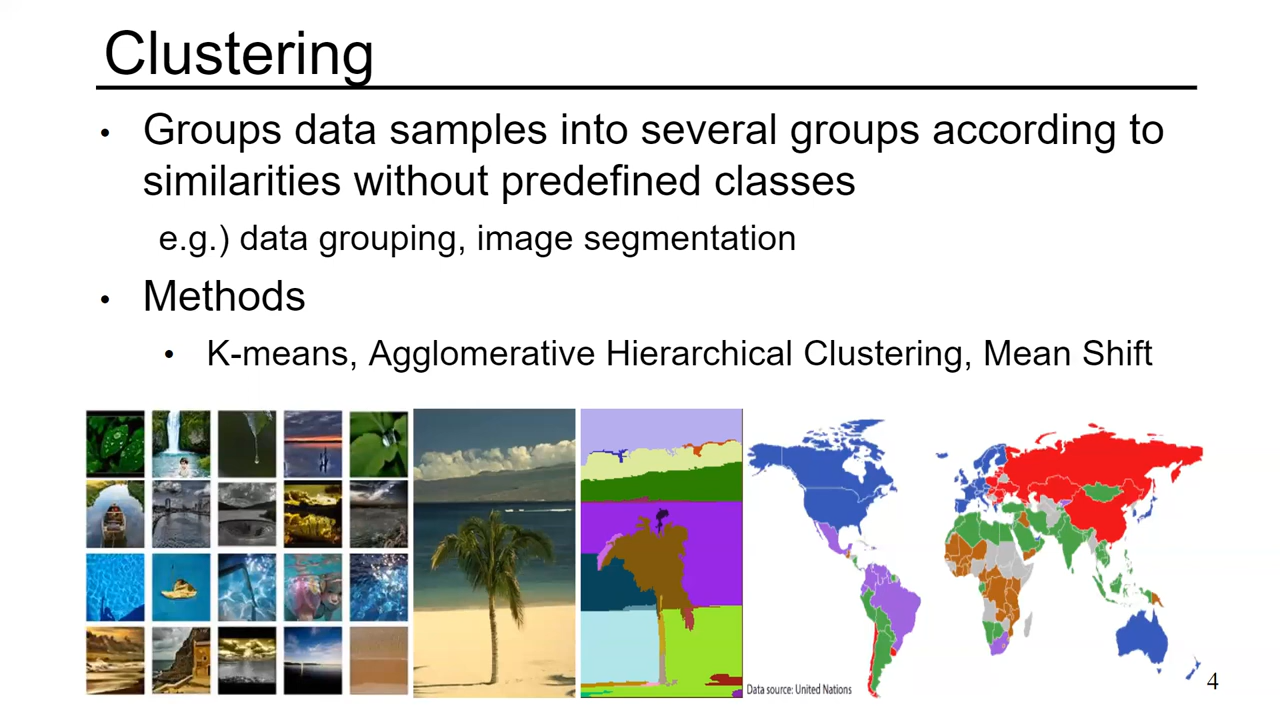 Clustering
• Groups data samples into several groups according to
similarities without predefined classes
e.g.) data grouping, image segmentation
• Methods
• K-means, Agglomerative Hierarchical Clustering, Mean Shift
Data source: United Nations
4